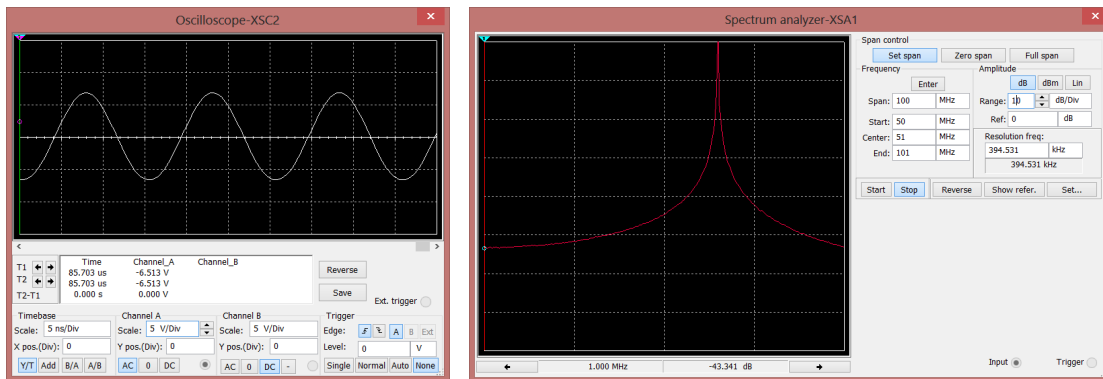 Oscilloscope-XSC2
×
Time Channel_A Channel_B
T1 85.703 us -6.513 V
T2 85.703 us -6.513 V
T2-T1 0.000 s 0.000 V
Reverse
Save
Ext. trigger
Timebase
Scale: 5 ns/Div
X pos.(Div): 0
Y/T Add B/A A/B
Channel A
Scale: 5 V/Div
Y pos.(Div): 0
AC 0 DC
Channel B
Scale: 5 V/Div
Y pos.(Div): 0
AC 0 DC -
Trigger
Edge: A B Ext
Level: 0 V
Single Normal Auto None
Spectrum analyzer-XSA1
×
Span control
Set span Zero span Full span
Frequency
Enter
Span: 100 MHz
Start: 50 MHz
Center: 51 MHz
End: 101 MHz
Amplitude
dB dBm Lin
Range: 10 dB/Div
Ref: 0 dB
Resolution freq:
394.531 kHz
394.531 kHz
Start Stop Reverse Show refer. Set...
1.000 MHz -43.341 dB
Input Trigger